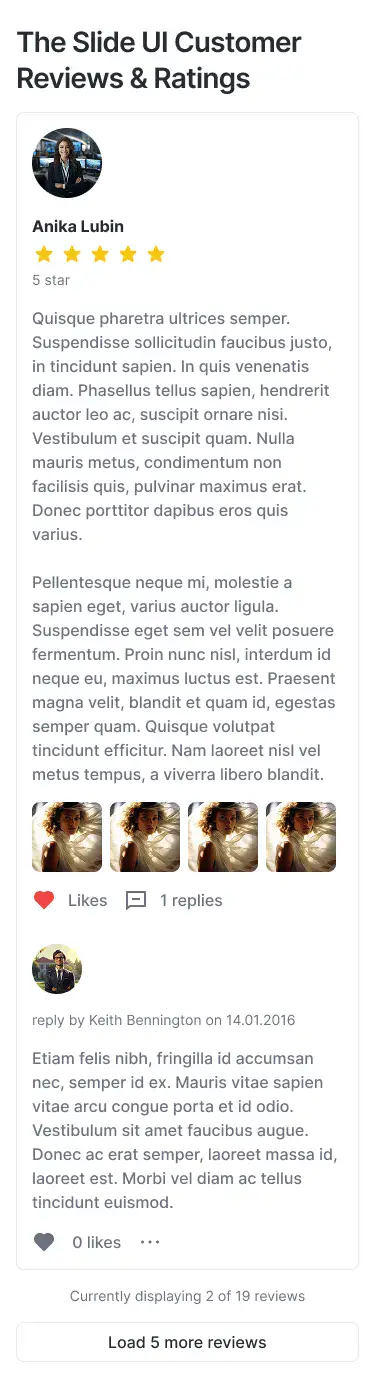 The Slide UI Customer
Reviews & Ratings
Anika Lubin
5 star
Quisque pharetra ultrices semper.
Suspendisse sollicitudin faucibus justo,
in tincidunt sapien. In quis venenatis
diam. Phasellus tellus sapien, hendrerit
auctor leo ac, suscipit ornare nisi.
Vestibulum et suscipit quam. Nulla
mauris metus, condimentum non
facilisis quis, pulvinar maximus erat.
Donec porttitor dapibus eros quis
varius.
Pellentesque neque mi, molestie a
sapien eget, varius auctor ligula.
Suspendisse eget sem vel velit posuere
fermentum. Proin nunc nisl, interdum id
neque eu, maximus luctus est. Praesent
magna velit, blandit et quam id, egestas
semper quam. Quisque volutpat
tincidunt efficitur. Nam laoreet nisl vel
metus tempus, a viverra libero blandit.
Likes 1 replies
reply by Keith Bennington on 14.01.2016
Etiam felis nibh, fringilla id accumsan
nec, semper id ex. Mauris vitae sapien
vitae arcu congue porta et id odio.
Vestibulum sit amet faucibus augue.
Donec ac erat semper, laoreet massa id,
laoreet est. Morbi vel diam ac tellus
tincidunt euismod.
0 likes
Currently displaying 2 of 19 reviews
Load 5 more reviews